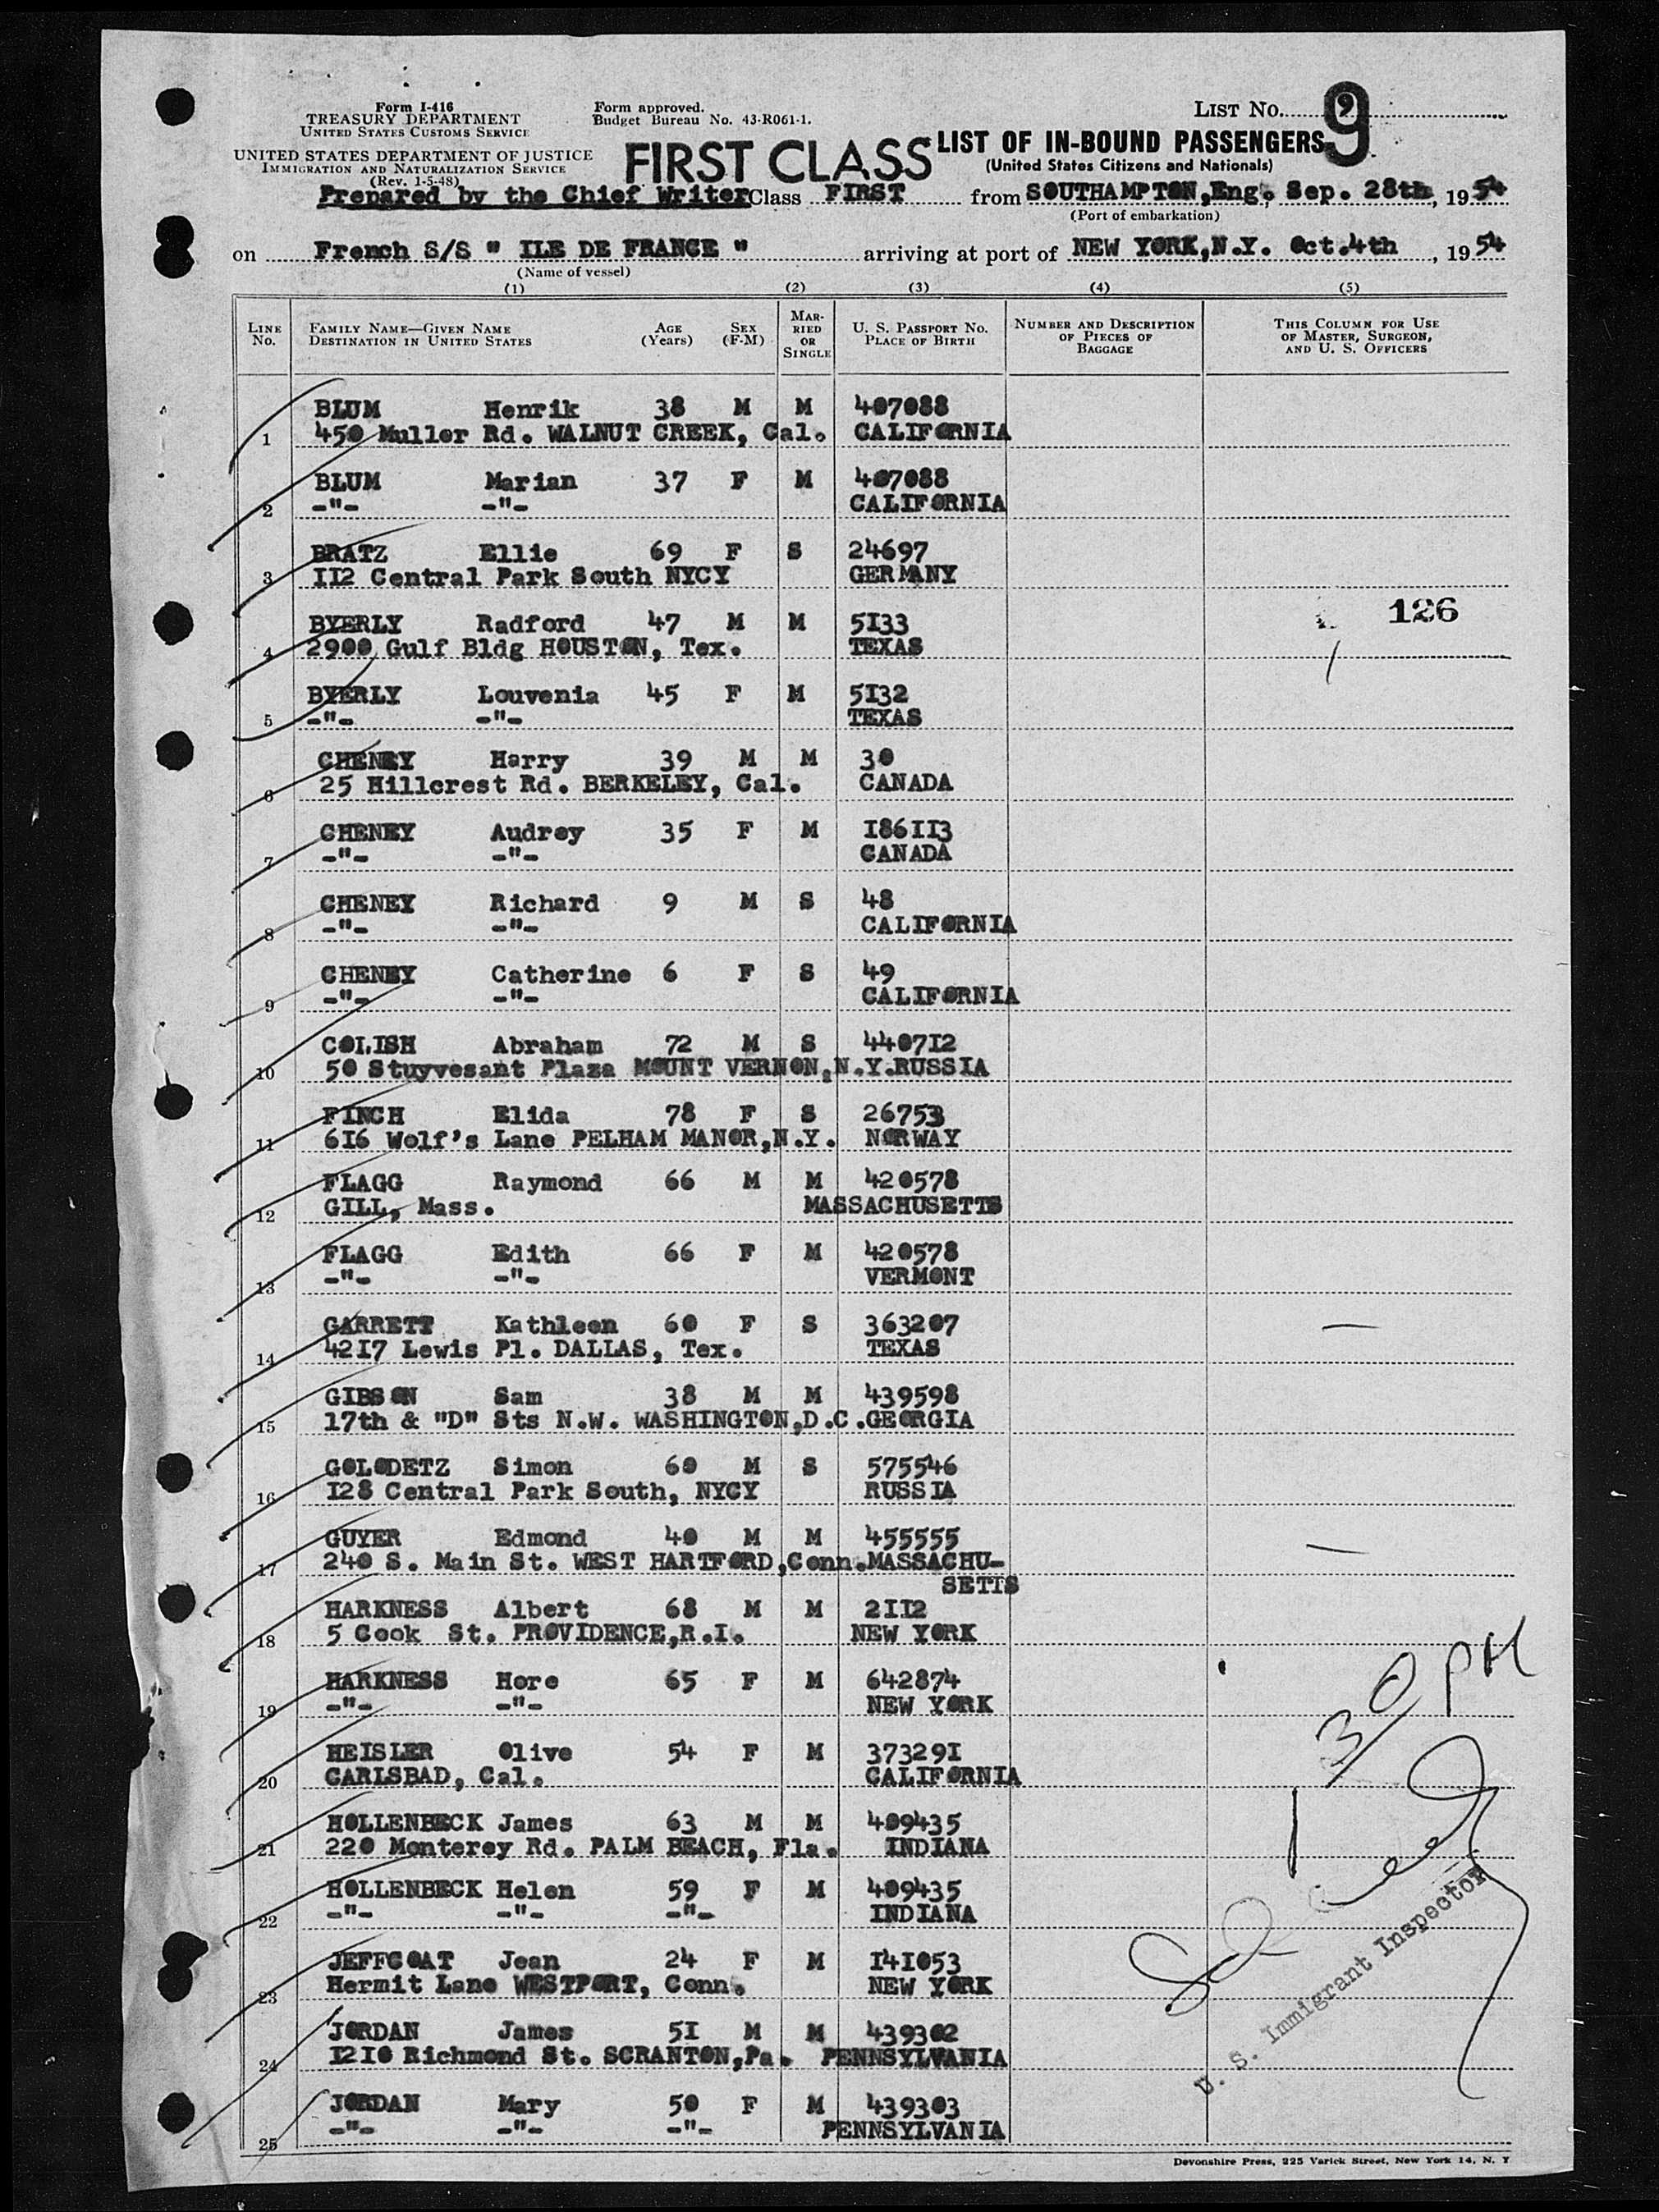 Form I-416
TREASURY DEPARTMENT
UNITED STATES CUSTOMS SERVICE
UNITED STATES DEPARTMENT OF JUSTICE
IMMIGRATION AND NATURALIZATION SERVICE
(Rev. 1-5-48)
Form approved.
Budget Bureau No. 43-R061-1.
LIST No. 9
FIRST CLASS LIST OF IN-BOUND PASSENGERS
(United States Citizens and Nationals)
Prepared by the Chief Writer Class FIRST from SOUTHAMPTON,Eng. Sep. 28th, 1954
(Port of embarkation)
on French S/S " ILE DE FRANCE " arriving at port of NEW YORK,N.Y. Oct.4th, 1954
(Name of vessel)
(1) (2) (3) (4) (5)
LINE No. FAMILY NAME—GIVEN NAME DESTINATION IN UNITED STATES AGE (Years) SEX (F-M) MARRIED OR SINGLE U. S. PASSPORT NO. PLACE OF BIRTH NUMBER AND DESCRIPTION OF PIECES OF BAGGAGE THIS COLUMN FOR USE OF MASTER, SURGEON, AND U. S. OFFICERS
BLUM Henrik 38 M M 407088
1 450 Muller Rd. WALNUT CREEK, Cal. CALIFORNIA
BLUM Marian 37 F M 407088
2 -"- -"- CALIFORNIA
BRATZ Ellie 69 F S 24697
3 112 Central Park South NYCY GERMANY
BYERLY Radford 47 M M 5133 126
4 2900 Gulf Bldg HOUSTON, Tex. TEXAS
BYERLY Louvenia 45 F M 5132
5 -"- -"- TEXAS
CHENEY Harry 39 M M 30
6 25 Hillcrest Rd. BERKELEY, Cal. CANADA
CHENEY Audrey 35 F M 186113
7 -"- -"- CANADA
CHENEY Richard 9 M S 48
8 -"- -"- CALIFORNIA
CHENEY Catherine 6 F S 49
9 -"- -"- CALIFORNIA
COLISH Abraham 72 M S 440712
10 50 Stuyvesant Plaza MOUNT VERNON,N.Y.RUSSIA
FINCH Elida 78 F S 26753
11 616 Wolf's Lane PELHAM MANOR,N.Y. NORWAY
FLAGG Raymond 66 M M 420578
12 GILL, Mass. MASSACHUSETTS
FLAGG Edith 66 F M 420578
13 -"- -"- VERMONT
GARRETT Kathleen 60 F S 363207
14 4217 Lewis Pl. DALLAS, Tex. TEXAS
GIBSON Sam 38 M M 439598
15 17th & "D" Sts N.W. WASHINGTON,D.C.GEORGIA
GOLODETZ Simon 60 M S 575546
16 128 Central Park South, NYCY RUSSIA
GUYER Edmond 40 M M 455555
17 240 S. Main St. WEST HARTFORD,Conn.MASSACHU-
SETTS
HARKNESS Albert 68 M M 2112
18 5 Cook St. PROVIDENCE,R.I. NEW YORK
HARKNESS Hore 65 F M 642874
19 -"- -"- NEW YORK
HEISLER Olive 54 F M 373291
20 CARLSBAD, Cal. CALIFORNIA
HOLLENBECK James 63 M M 409435
21 220 Monterey Rd. PALM BEACH, Fla. INDIANA
HOLLENBECK Helen 59 F M 409435
22 -"- -"- -"- INDIANA
JEFFCOAT Jean 24 F M 141053
23 Hermit Lane WESTPORT, Conn. NEW YORK
JORDAN James 51 M M 439302
24 1210 Richmond St. SCRANTON,Pa. PENNSYLVANIA
JORDAN Mary 50 F M 439303
25 -"- -"- -"- PENNSYLVANIA
1 30 PM
U. S. Immigrant Inspector
Devonshire Press, 225 Varick Street, New York 14, N. Y